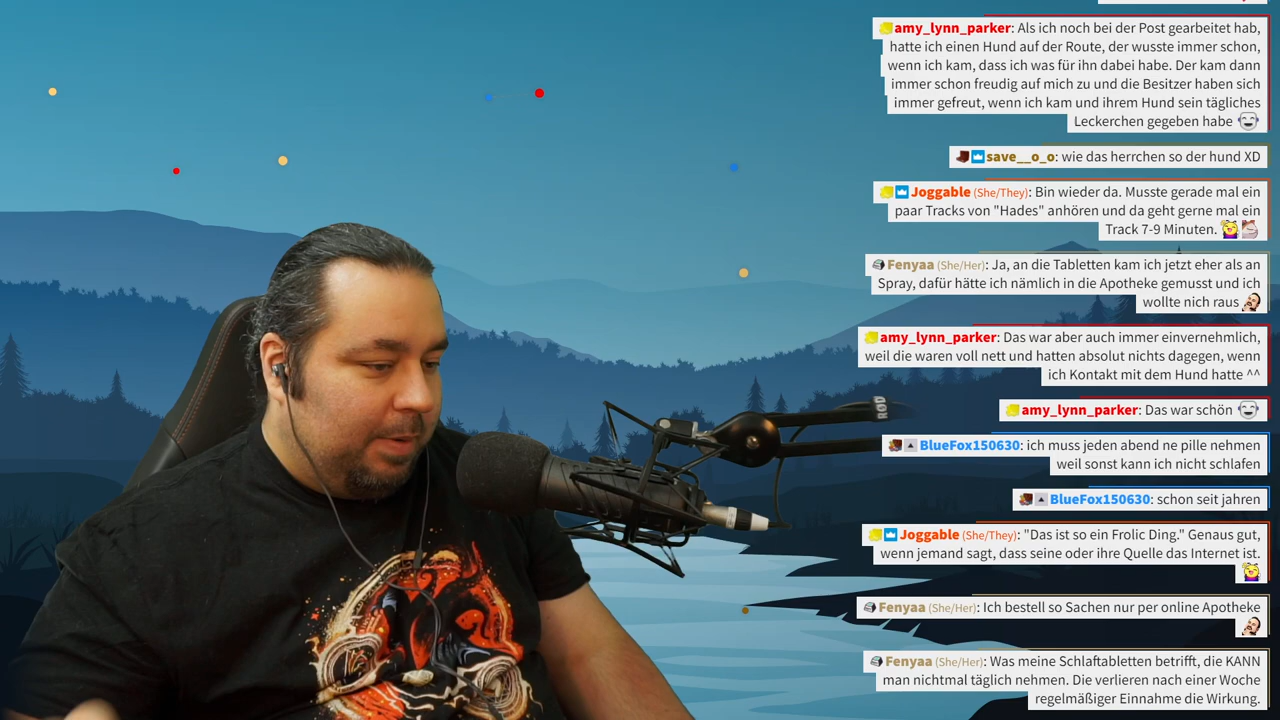 amy_lynn_parker: Als ich noch bei der Post gearbeitet hab,
hatte ich einen Hund auf der Route, der wusste immer schon,
wenn ich kam, dass ich was für ihn dabei habe. Der kam dann
immer schon freudig auf mich zu und die Besitzer haben sich
immer gefreut, wenn ich kam und ihrem Hund sein tägliches
Leckerchen gegeben habe
save__o_o: wie das herrchen so der hund XD
Joggable (She/They): Bin wieder da. Musste gerade mal ein
paar Tracks von "Hades" anhören und da geht gerne mal ein
Track 7-9 Minuten.
Fenyaa (She/Her): Ja, an die Tabletten kam ich jetzt eher als an
Spray, dafür hätte ich nämlich in die Apotheke gemusst und ich
wollte nich raus
amy_lynn_parker: Das war aber auch immer einvernehmlich,
weil die waren voll nett und hatten absolut nichts dagegen, wenn
ich Kontakt mit dem Hund hatte ^^
amy_lynn_parker: Das war schön
BlueFox150630: ich muss jeden abend ne pille nehmen
weil sonst kann ich nicht schlafen
BlueFox150630: schon seit jahren
Joggable (She/They): "Das ist so ein Frolic Ding." Genaus gut,
wenn jemand sagt, dass seine oder ihre Quelle das Internet ist.
Fenyaa (She/Her): Ich bestell so Sachen nur per online Apotheke
Fenyaa (She/Her): Was meine Schlaftabletten betrifft, die KANN
man nichtmal täglich nehmen. Die verlieren nach einer Woche
regelmäßiger Einnahme die Wirkung.